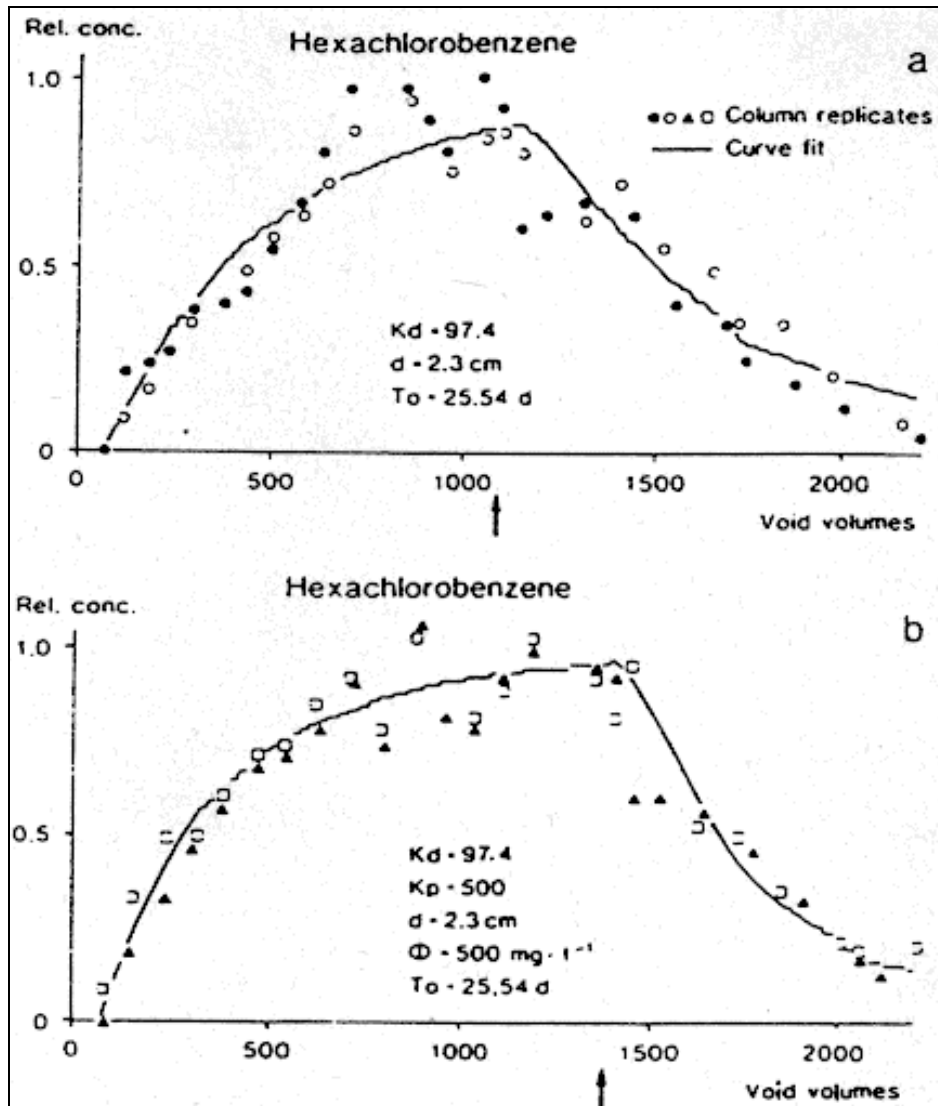 Rel. conc.
Hexachlorobenzene
a
1.0
●○▲□ Column replicates
— Curve fit
0.5
Kd - 97.4
d - 2.3 cm
To - 25.54 d
0
0 500 1000 1500 2000
Void volumes
Hexachlorobenzene
Rel. conc.
b
1.0
0.5
Kd - 97.4
Kp - 500
d - 2.3 cm
Φ - 500 mg · l⁻¹
To - 25,54 d
0
0 500 1000 1500 2000
Void volumes